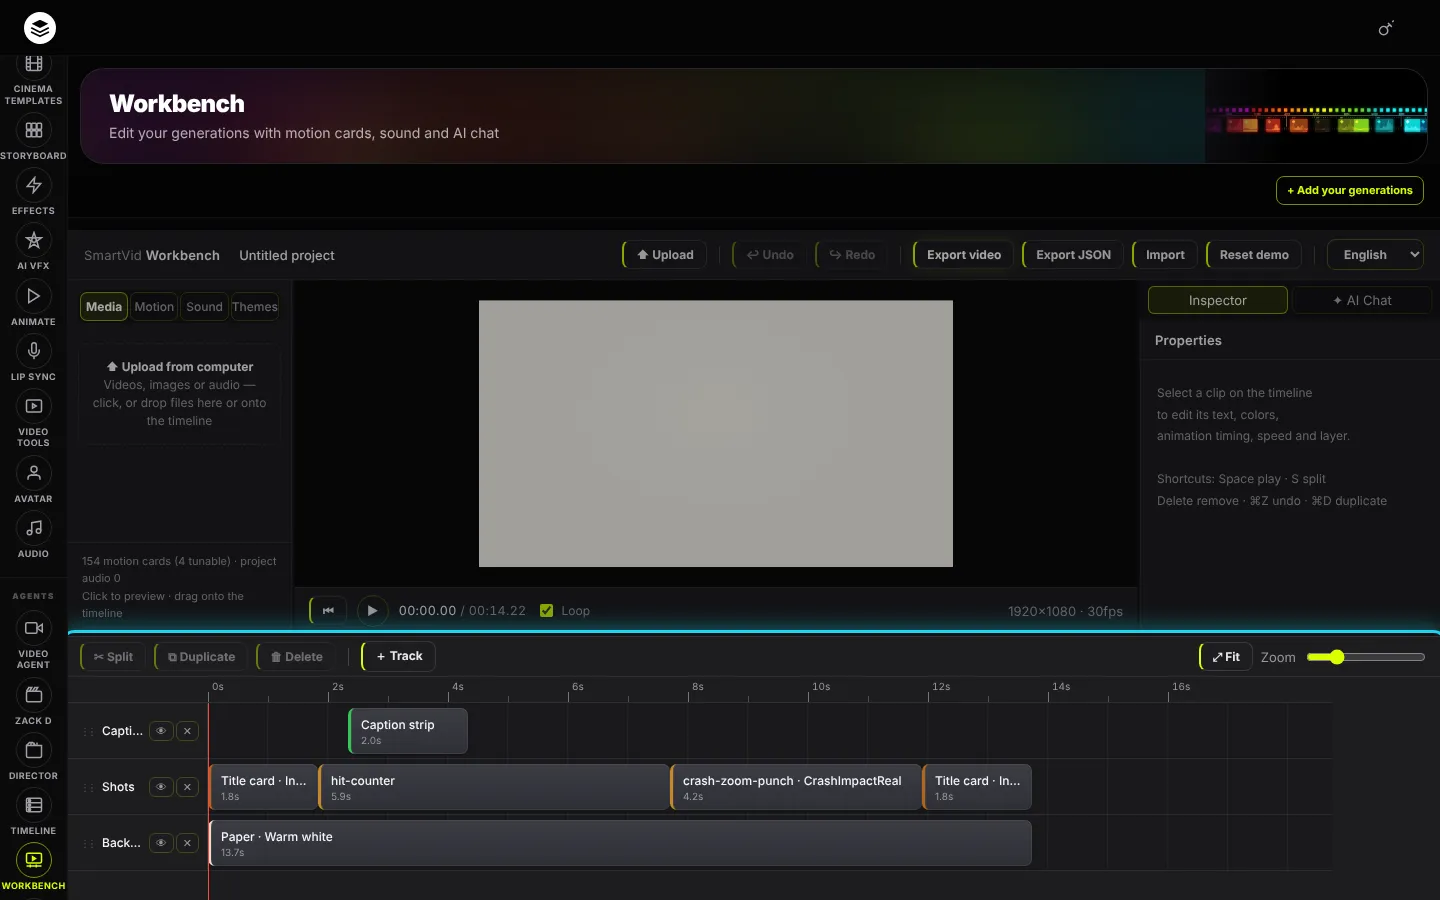 Workbench
Edit your generations with motion cards, sound and AI chat
+ Add your generations
CINEMA
TEMPLATES
STORYBOARD
EFFECTS
AI VFX
ANIMATE
LIP SYNC
VIDEO
TOOLS
AVATAR
AUDIO
AGENTS
VIDEO
AGENT
ZACK D
DIRECTOR
TIMELINE
WORKBENCH
SmartVid Workbench
Untitled project
Upload
Undo
Redo
Export video
Export JSON
Import
Reset demo
English
Media
Motion
Sound
Themes
Upload from computer
Videos, images or audio —
click, or drop files here or onto
the timeline
154 motion cards (4 tunable) · project
audio 0
Click to preview · drag onto the
timeline
00:00.00 / 00:14.22
Loop
1920×1080 · 30fps
Inspector
AI Chat
Properties
Select a clip on the timeline
to edit its text, colors,
animation timing, speed and layer.
Shortcuts: Space play · S split
Delete remove · ⌘Z undo · ⌘D duplicate
Split
Duplicate
Delete
+ Track
Fit
Zoom
0s
2s
4s
6s
8s
10s
12s
14s
16s
Capti...
Caption strip
2.0s
Shots
Title card · In...
1.8s
hit-counter
5.9s
crash-zoom-punch · CrashImpactReal
4.2s
Title card · In...
1.8s
Back...
Paper · Warm white
13.7s